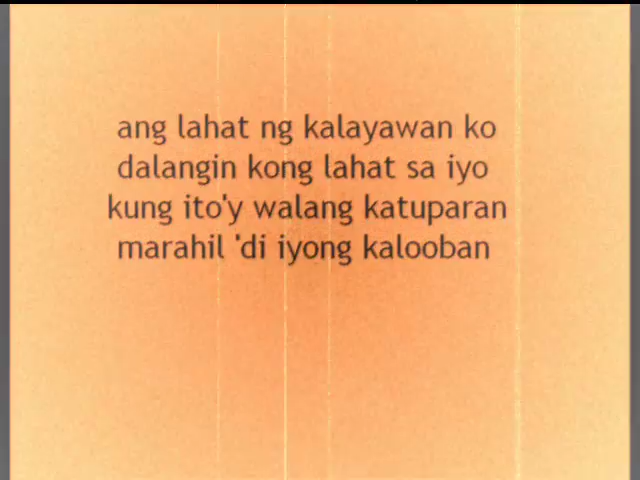 ang lahat ng kalayawan ko
dalangin kong lahat sa iyo
kung ito'y walang katuparan
marahil 'di iyong kalooban